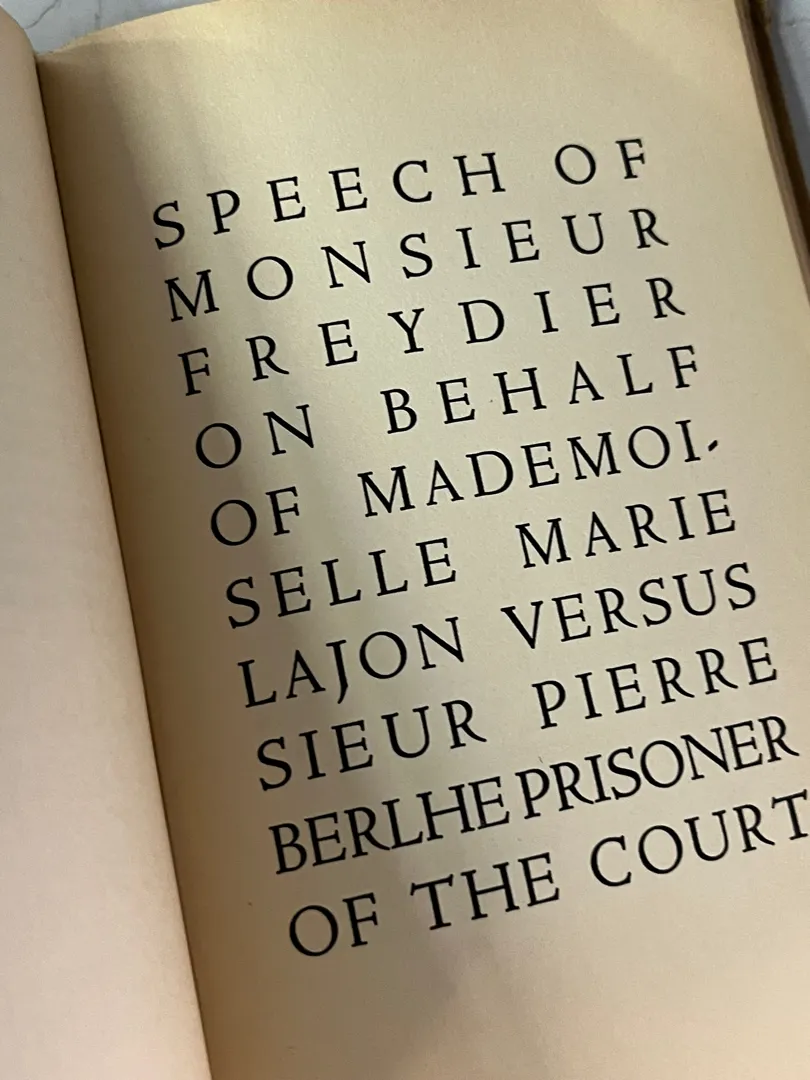 SPEECH OF
MONSIEUR
FREYDIER
ON BEHALF
OF MADEMOI-
SELLE MARIE
LAJON VERSUS
SIEUR PIERRE
BERLHE PRISONER
OF THE COURT